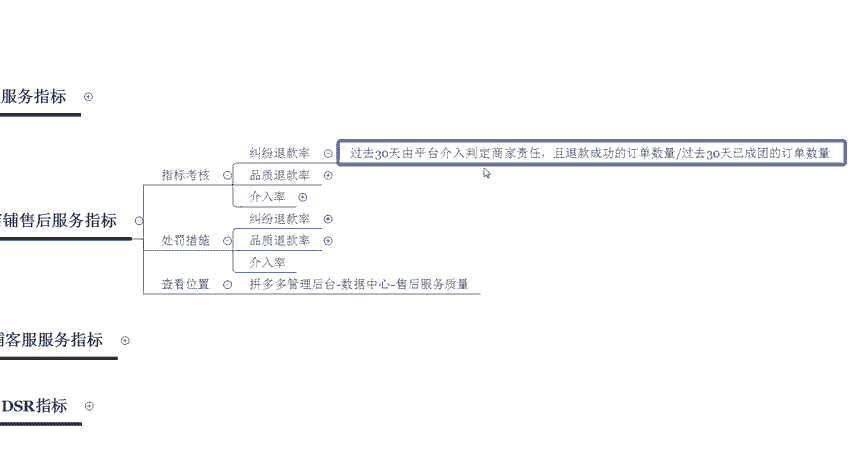 服务指标
纠纷退款率
过去30天由平台介入判定商家责任，且退款成功的订单数量/过去30天已成团的订单数量
指标考核
品质退款率
介入率
铺售后服务指标
纠纷退款率
处罚措施
品质退款率
介入率
查看位置
拼多多管理后台-数据中心-售后服务质量
客服服务指标
DSR指标